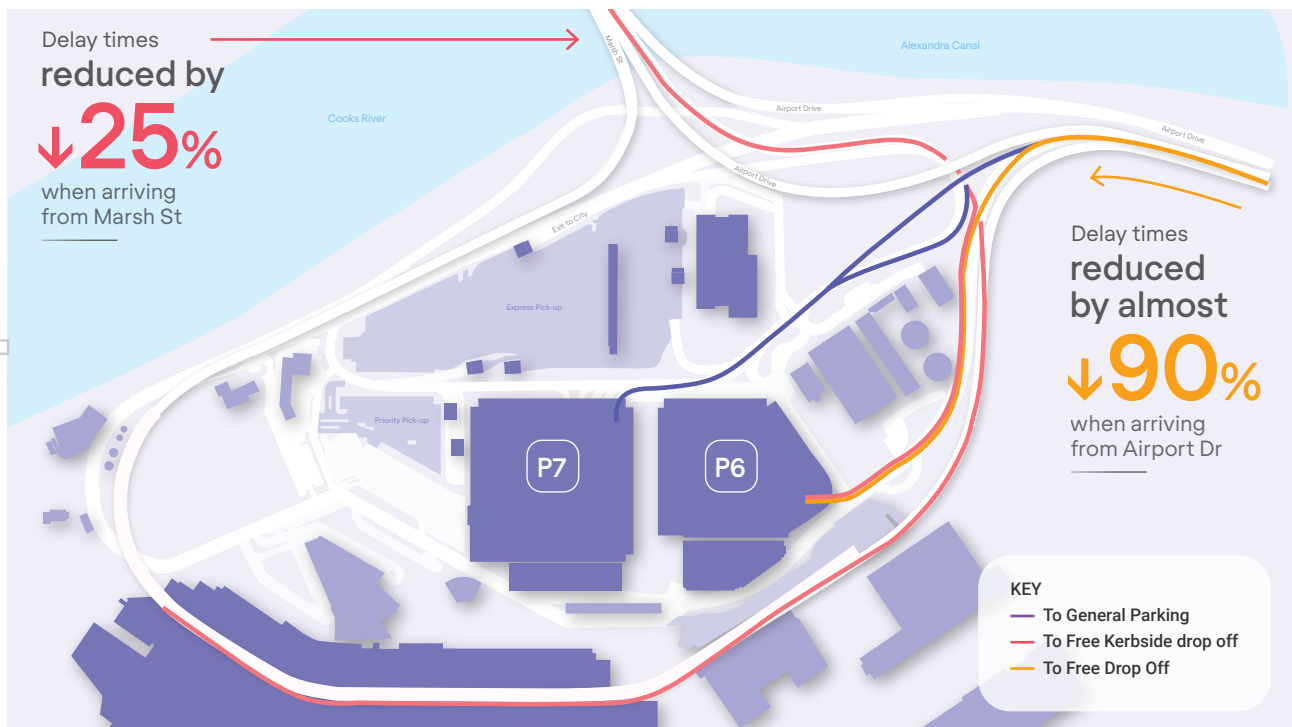 Delay times
reduced by
↓25%
when arriving
from Marsh St
Marsh St
Alexandra Canal
Cooks River
Airport Drive
Airport Drive
Airport Drive
Exit to City
Express Pick-up
Priority Pick-up
P7
P6
Delay times
reduced
by almost
↓90%
when arriving
from Airport Dr
KEY
To General Parking
To Free Kerbside drop off
To Free Drop Off